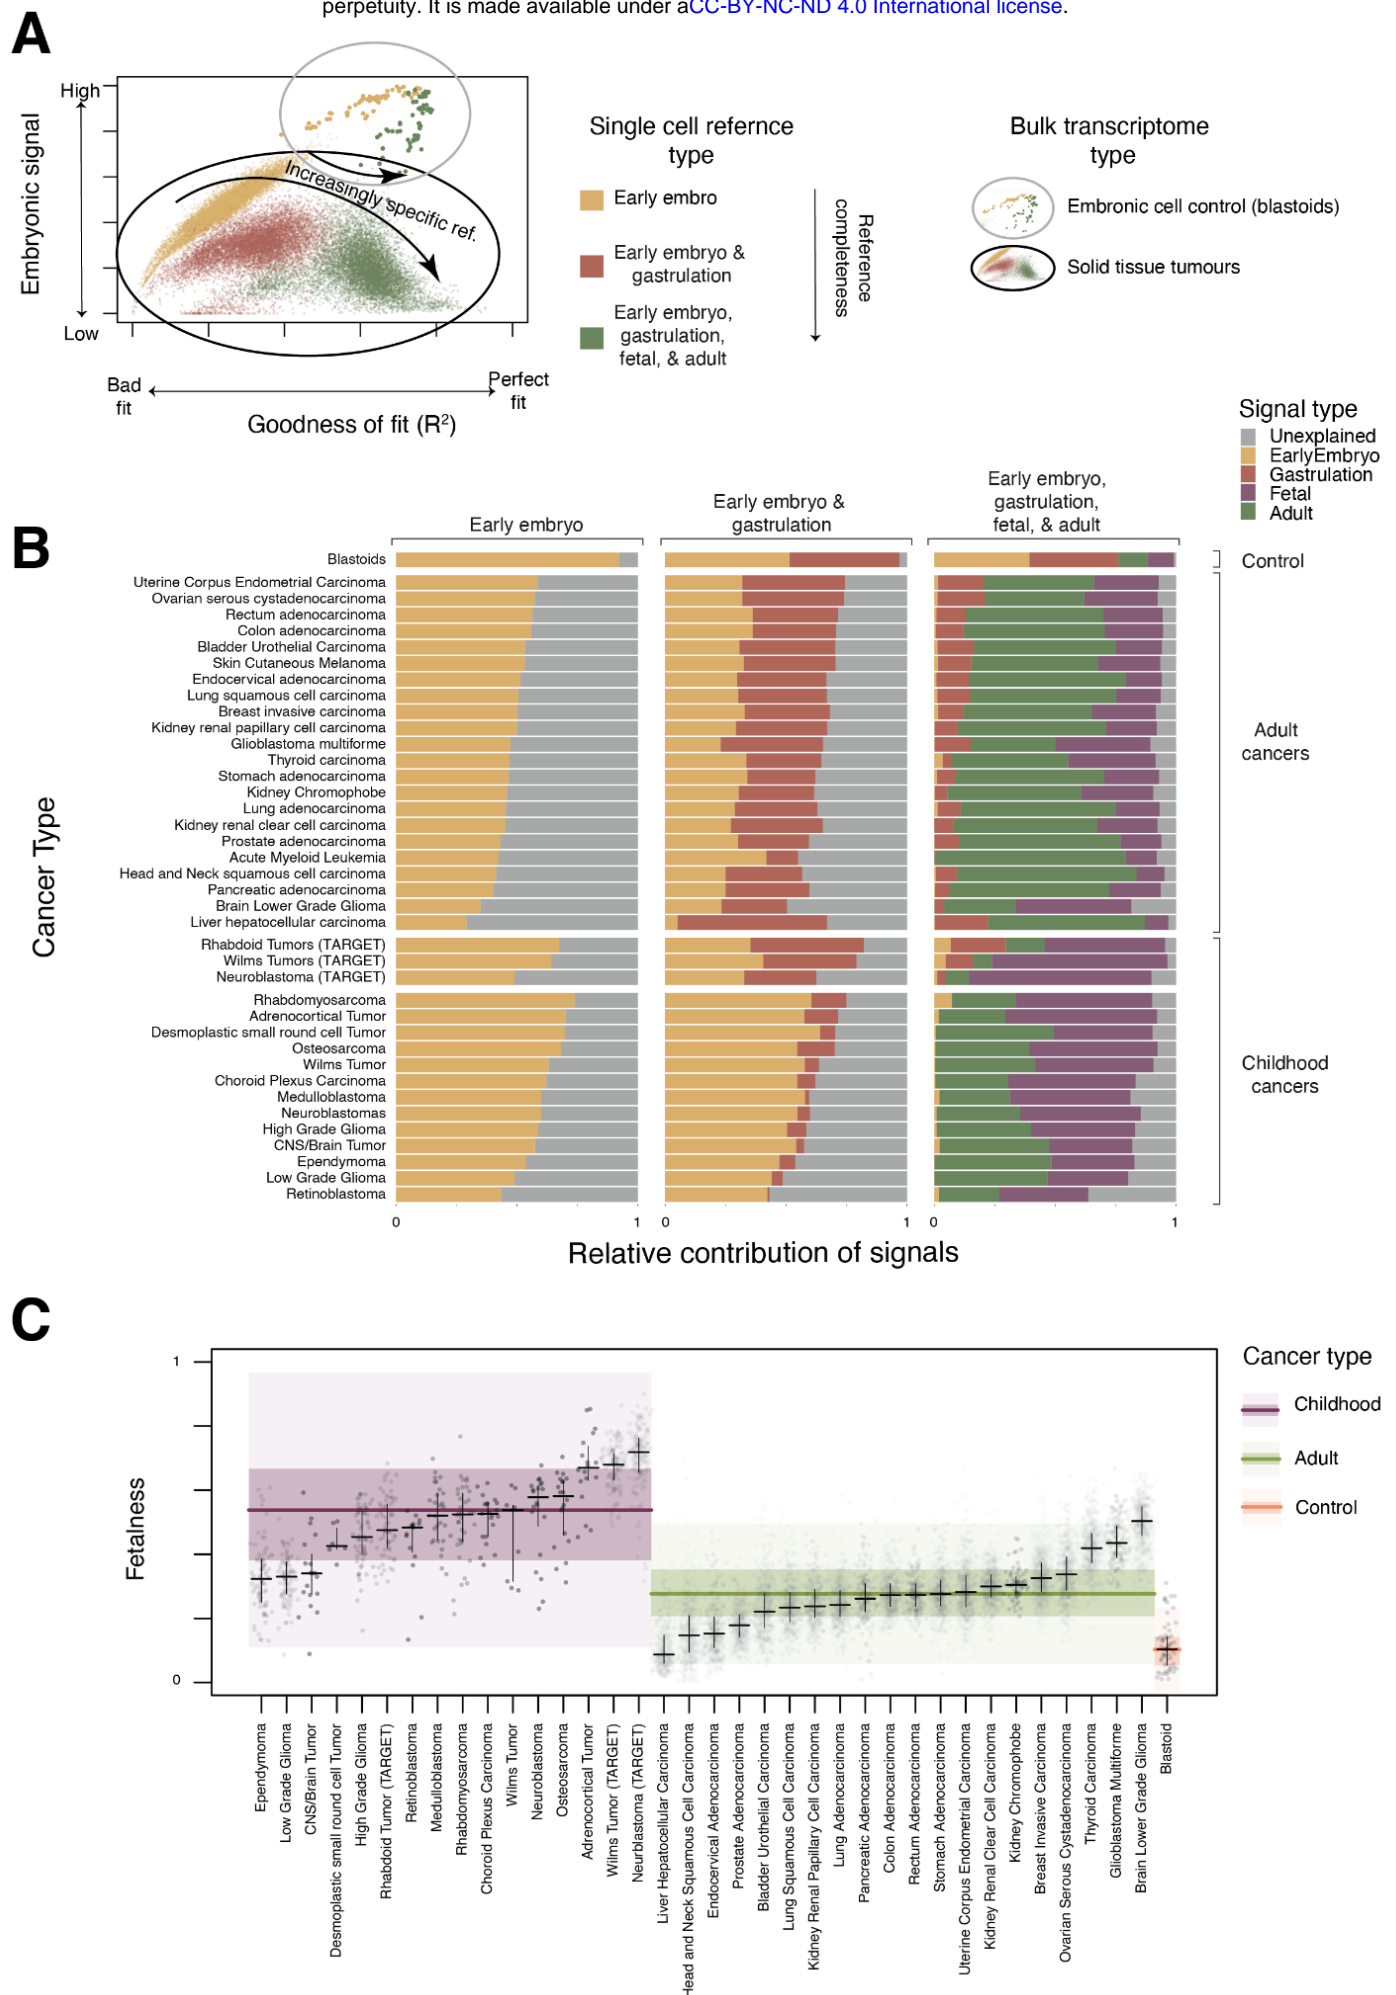 perpetuity. It is made available under aCC-BY-NC-ND 4.0 International license.
A
High
Embryonic signal
Low
Increasingly specific ref.
Bad
fit
Perfect
fit
Goodness of fit (R²)
Single cell refernce
type
Early embro
Early embryo &
gastrulation
Early embryo,
gastrulation,
fetal, & adult
Reference
completeness
Bulk transcriptome
type
Embronic cell control (blastoids)
Solid tissue tumours
Signal type
Unexplained
EarlyEmbryo
Gastrulation
Fetal
Adult
B
Early embryo
Early embryo &
gastrulation
Early embryo,
gastrulation,
fetal, & adult
Cancer Type
Blastoids
Uterine Corpus Endometrial Carcinoma
Ovarian serous cystadenocarcinoma
Rectum adenocarcinoma
Colon adenocarcinoma
Bladder Urothelial Carcinoma
Skin Cutaneous Melanoma
Endocervical adenocarcinoma
Lung squamous cell carcinoma
Breast invasive carcinoma
Kidney renal papillary cell carcinoma
Glioblastoma multiforme
Thyroid carcinoma
Stomach adenocarcinoma
Kidney Chromophobe
Lung adenocarcinoma
Kidney renal clear cell carcinoma
Prostate adenocarcinoma
Acute Myeloid Leukemia
Head and Neck squamous cell carcinoma
Pancreatic adenocarcinoma
Brain Lower Grade Glioma
Liver hepatocellular carcinoma
Rhabdoid Tumors (TARGET)
Wilms Tumors (TARGET)
Neuroblastoma (TARGET)
Rhabdomyosarcoma
Adrenocortical Tumor
Desmoplastic small round cell Tumor
Osteosarcoma
Wilms Tumor
Choroid Plexus Carcinoma
Medulloblastoma
Neuroblastomas
High Grade Glioma
CNS/Brain Tumor
Ependymoma
Low Grade Glioma
Retinoblastoma
Control
Adult
cancers
Childhood
cancers
0 1 0 1 0 1
Relative contribution of signals
C
Fetalness
1
0
Cancer type
Childhood
Adult
Control
Ependymoma
Low Grade Glioma
CNS/Brain Tumor
Desmoplastic small round cell Tumor
High Grade Glioma
Rhabdoid Tumor (TARGET)
Retinoblastoma
Medulloblastoma
Rhabdomyosarcoma
Choroid Plexus Carcinoma
Wilms Tumor
Neuroblastoma
Osteosarcoma
Adrenocortical Tumor
Wilms Tumor (TARGET)
Neurblastoma (TARGET)
Liver Hepatocellular Carcinoma
Head and Neck Squamous Cell Carcinoma
Endocervical Adenocarcinoma
Prostate Adenocarcinoma
Bladder Urothelial Carcinoma
Lung Squamous Cell Carcinoma
Kidney Renal Papillary Cell Carcinoma
Lung Adenocarcinoma
Pancreatic Adenocarcinoma
Colon Adenocarcinoma
Rectum Adenocarcinoma
Stomach Adenocarcinoma
Uterine Corpus Endometrial Carcinoma
Kidney Renal Clear Cell Carcinoma
Kidney Chromophobe
Breast Invasive Carcinoma
Ovarian Serous Cystadenocarcinoma
Thyroid Carcinoma
Glioblastoma Multiforme
Brain Lower Grade Glioma
Blastoid